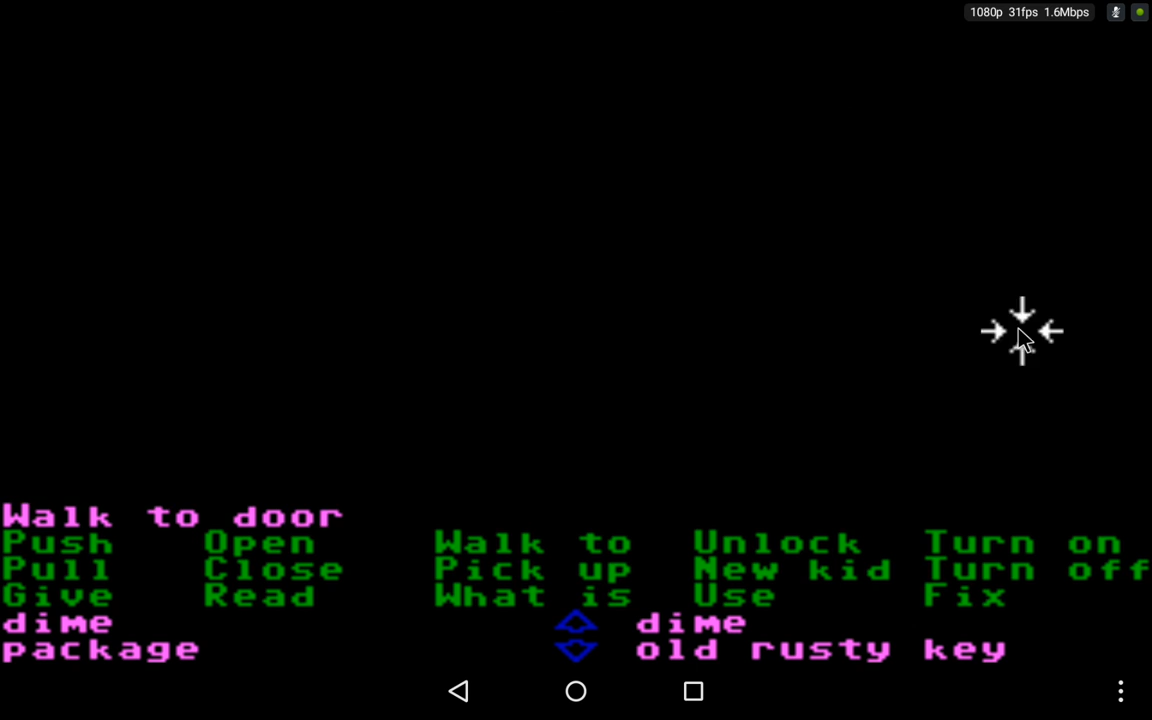 1080p 31fps 1.6Mbps
Walk to door
Push Open Walk to Unlock Turn on
Pull Close Pick up New kid Turn off
Give Read What is Use Fix
dime dime
package old rusty key